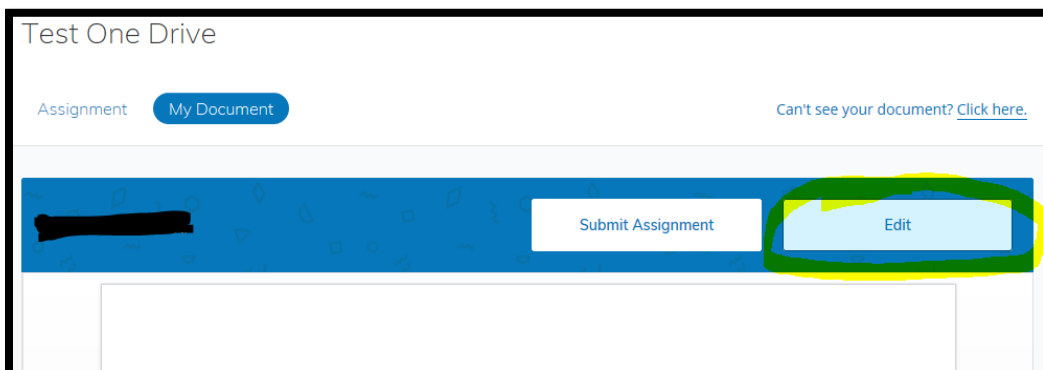 Test One Drive
Assignment My Document Can't see your document? Click here.
Submit Assignment Edit